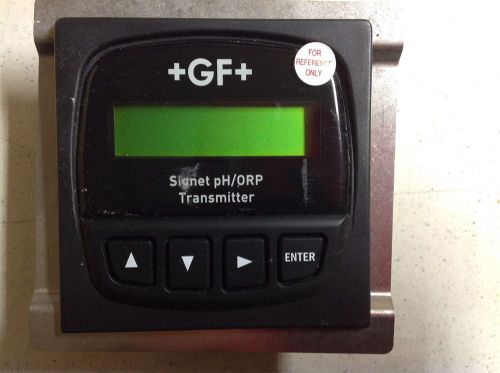 +GF+
FOR
REFERENCE
ONLY
Signet pH/ORP
Transmitter
ENTER